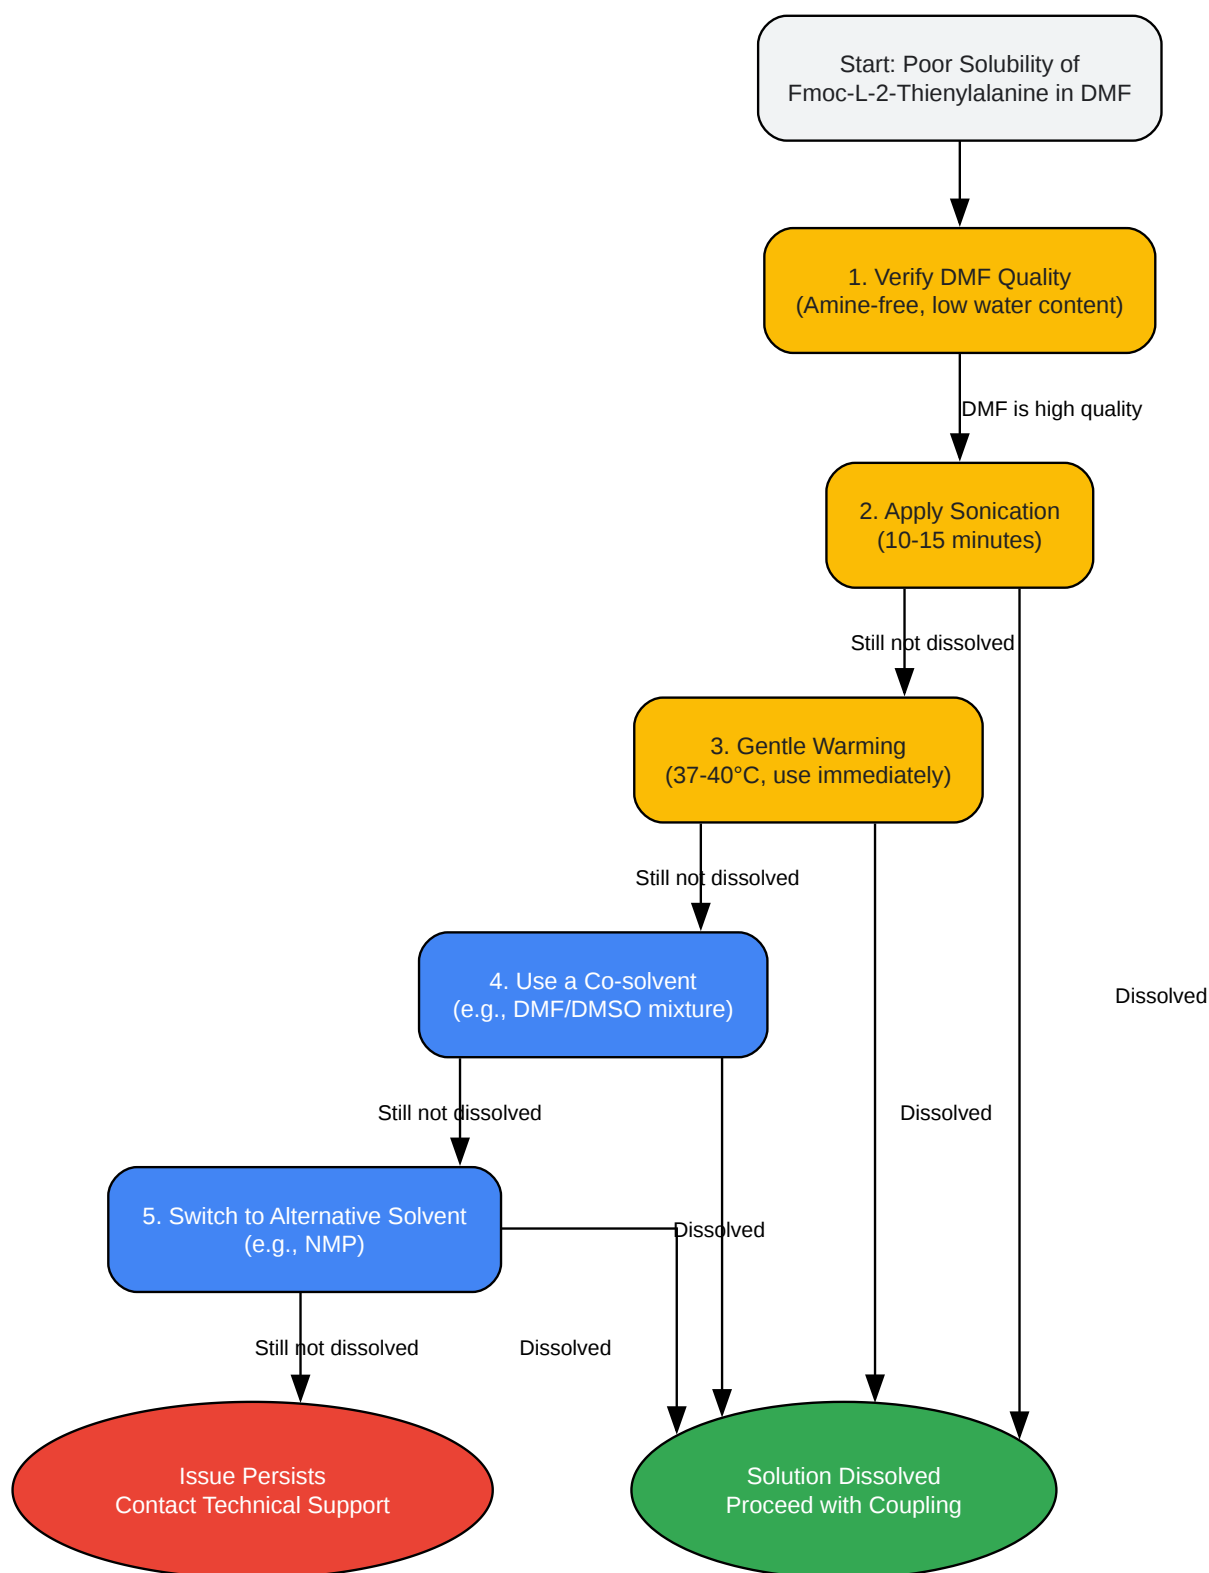 Start: Poor Solubility of
Fmoc-L-2-Thienylalanine in DMF
1. Verify DMF Quality
(Amine-free, low water content)
DMF is high quality
2. Apply Sonication
(10-15 minutes)
Still not dissolved
3. Gentle Warming
(37-40°C, use immediately)
Still not dissolved
4. Use a Co-solvent
(e.g., DMF/DMSO mixture)
Dissolved
Still not dissolved
Dissolved
5. Switch to Alternative Solvent
(e.g., NMP)
Dissolved
Still not dissolved
Dissolved
Issue Persists
Contact Technical Support
Solution Dissolved
Proceed with Coupling